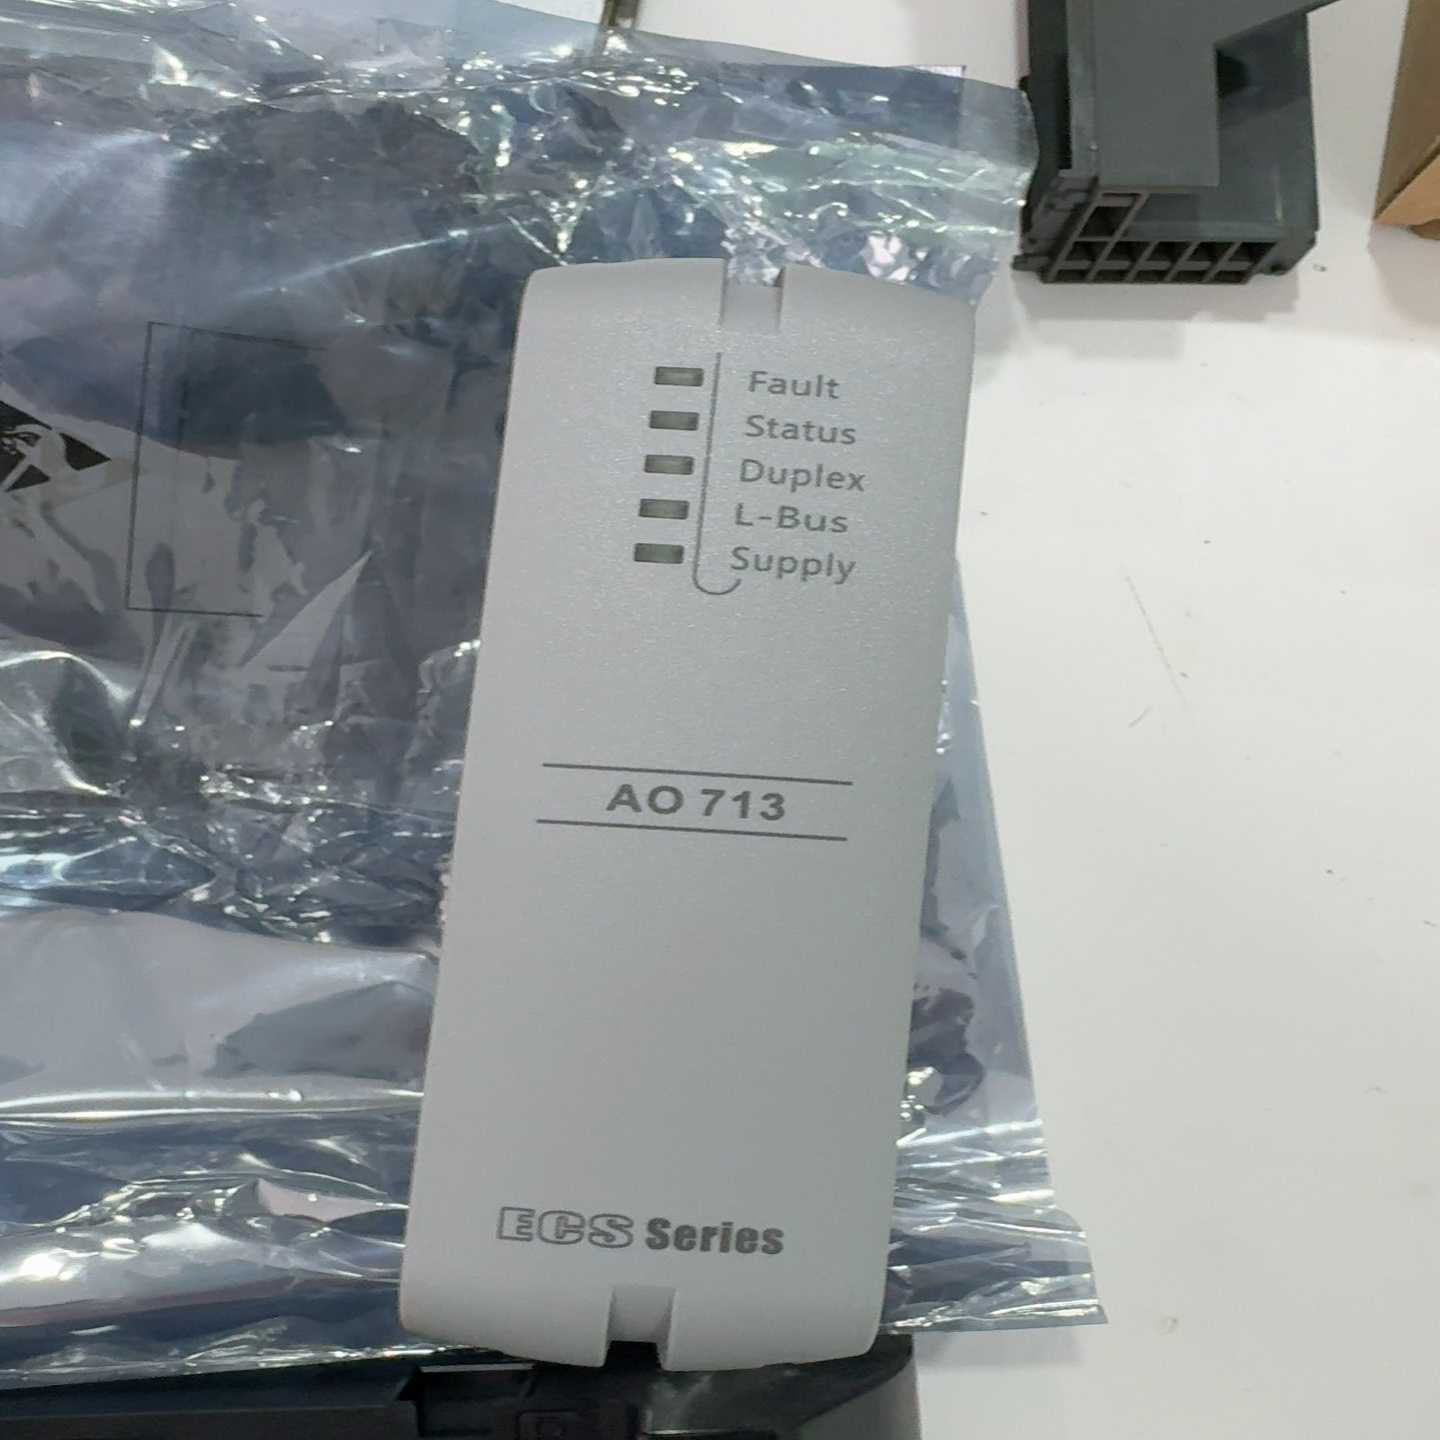 Fault
Status
Duplex
L-Bus
Supply
AO 713
ECS Series